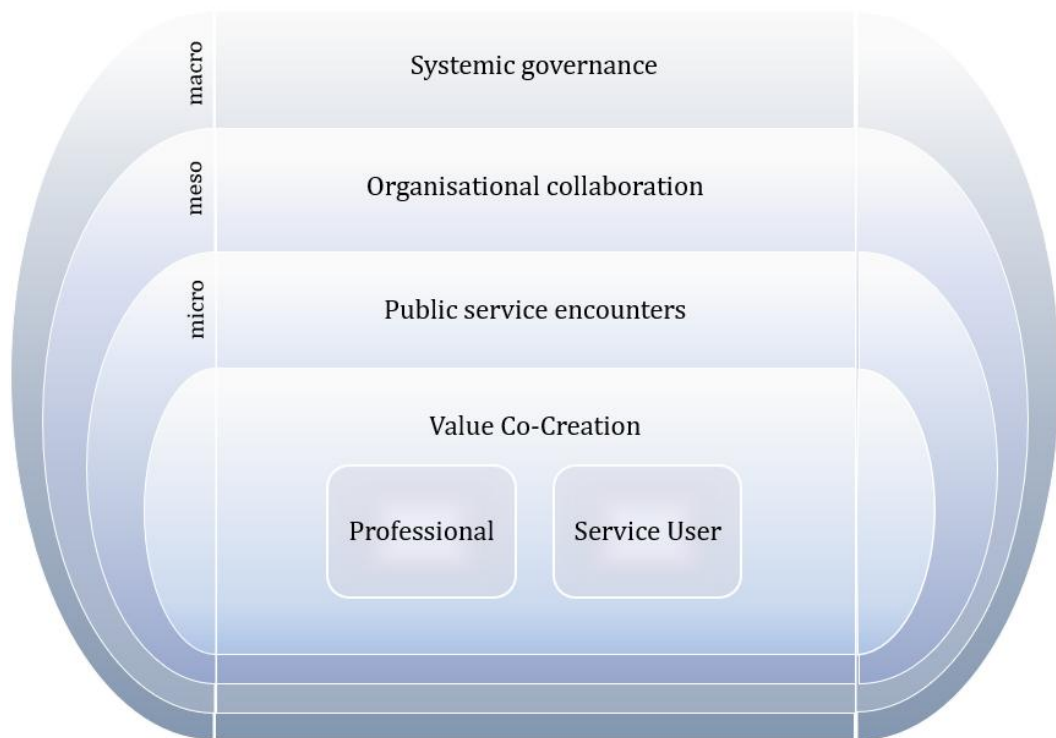 macro
Systemic governance
meso
Organisational collaboration
micro
Public service encounters
Value Co-Creation
Professional
Service User